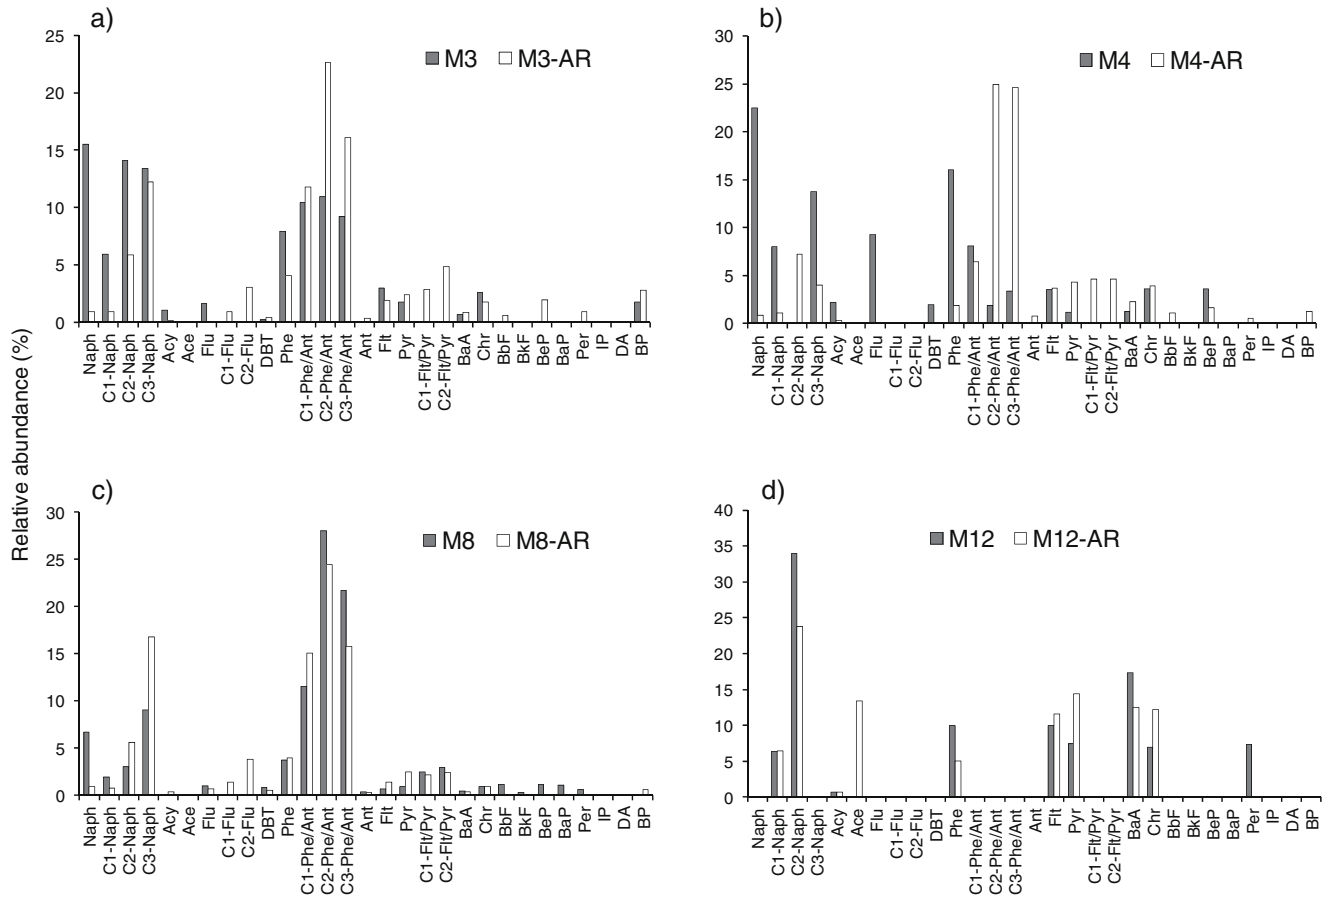 a)
25
20
15
10
5
0
M3 M3-AR
Naph C1-Naph C2-Naph C3-Naph Acy Ace Flu C1-Flu C2-Flu DBT Phe C1-Phe/Ant C2-Phe/Ant C3-Phe/Ant Ant Flt Pyr C1-Flt/Pyr C2-Flt/Pyr BaA Chr BbF BkF BeP BaP Per IP DA BP
b)
30
25
20
15
10
5
0
M4 M4-AR
Naph C1-Naph C2-Naph C3-Naph Acy Ace Flu C1-Flu C2-Flu DBT Phe C1-Phe/Ant C2-Phe/Ant C3-Phe/Ant Ant Flt Pyr C1-Flt/Pyr C2-Flt/Pyr BaA Chr BbF BkF BeP BaP Per IP DA BP
Relative abundance (%)
c)
30
25
20
15
10
5
0
M8 M8-AR
Naph C1-Naph C2-Naph C3-Naph Acy Ace Flu C1-Flu C2-Flu DBT Phe C1-Phe/Ant C2-Phe/Ant C3-Phe/Ant Ant Flt Pyr C1-Flt/Pyr C2-Flt/Pyr BaA Chr BbF BkF BeP BaP Per IP DA BP
d)
40
35
30
25
20
15
10
5
0
M12 M12-AR
Naph C1-Naph C2-Naph C3-Naph Acy Ace Flu C1-Flu C2-Flu DBT Phe C1-Phe/Ant C2-Phe/Ant C3-Phe/Ant Ant Flt Pyr C1-Flt/Pyr C2-Flt/Pyr BaA Chr BbF BkF BeP BaP Per IP DA BP